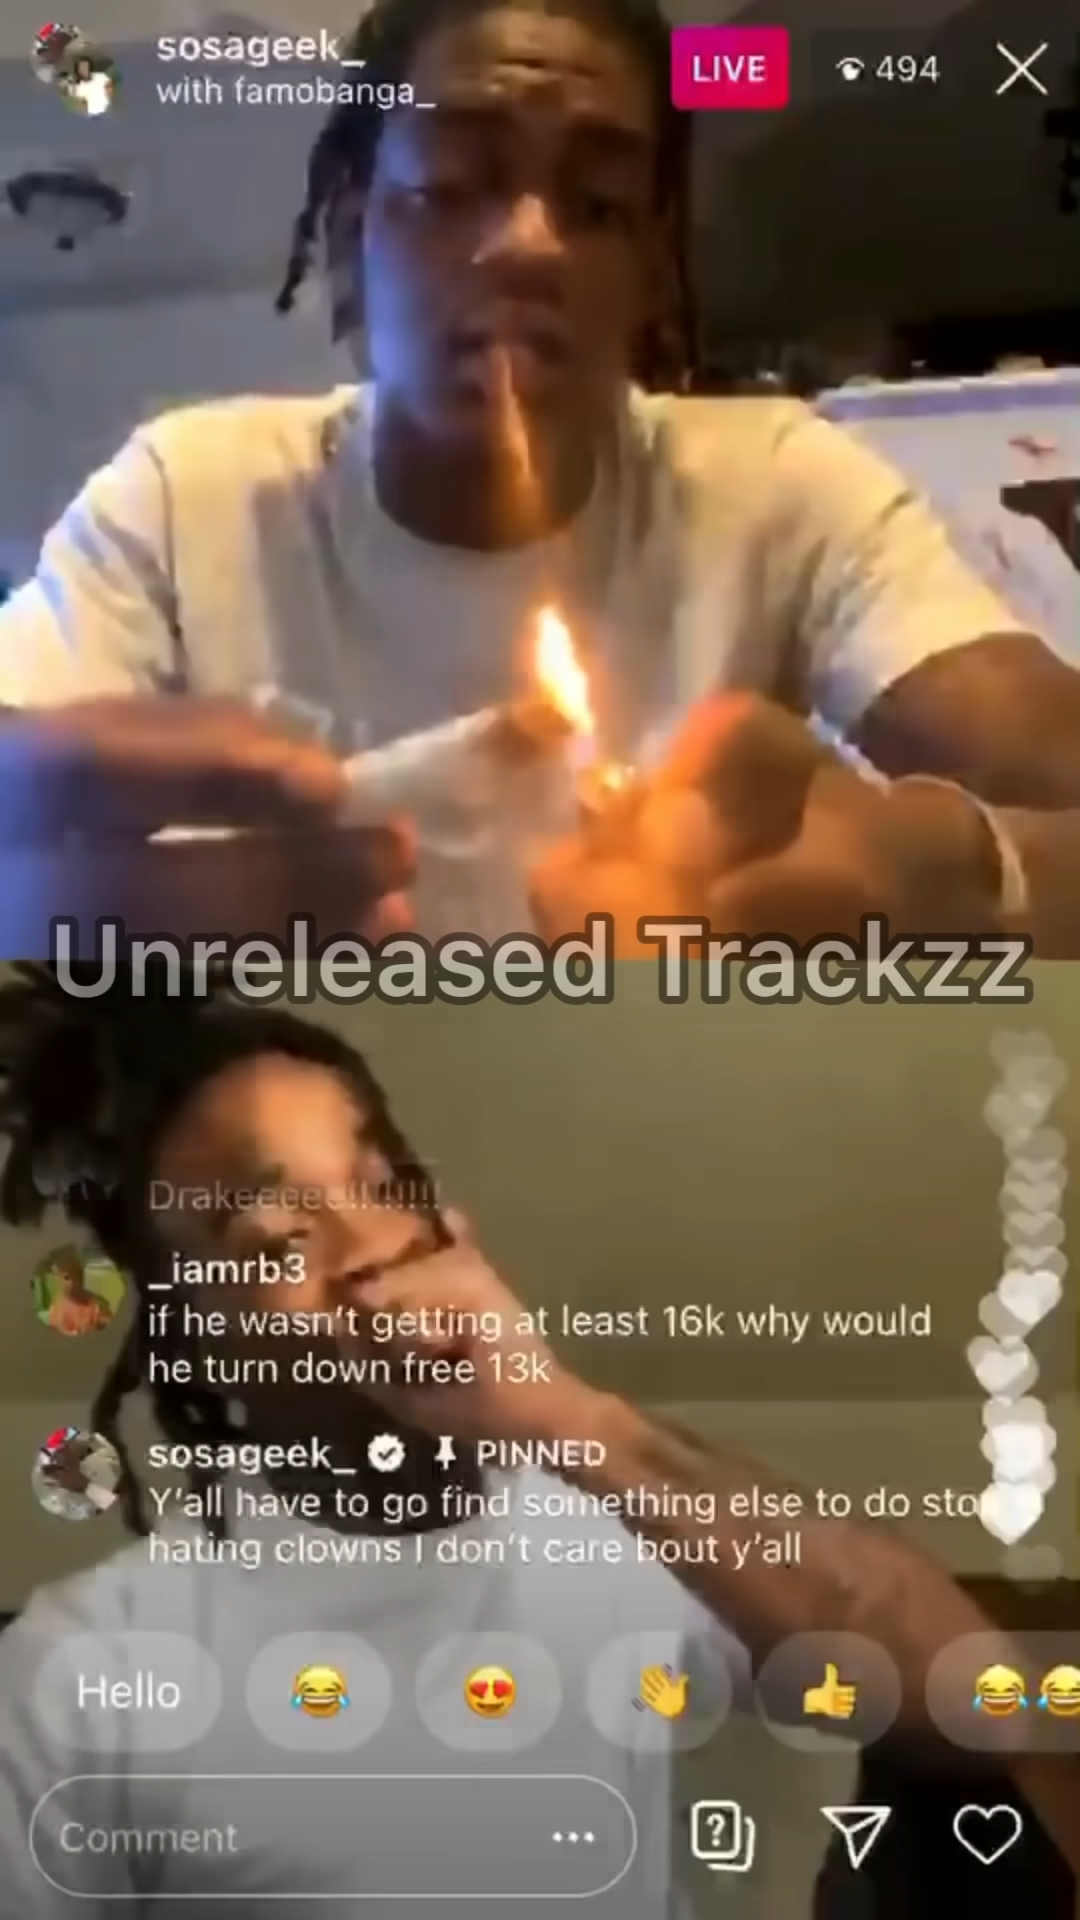 sosageek_
with famobanga_
LIVE
494
Unreleased Trackzz
Drakeeeee!!!!!!!!
_iamrb3
if he wasn't getting at least 16k why would
he turn down free 13k
sosageek_ PINNED
Y'all have to go find something else to do
hating clowns I don't care bout y'all
Hello
Comment